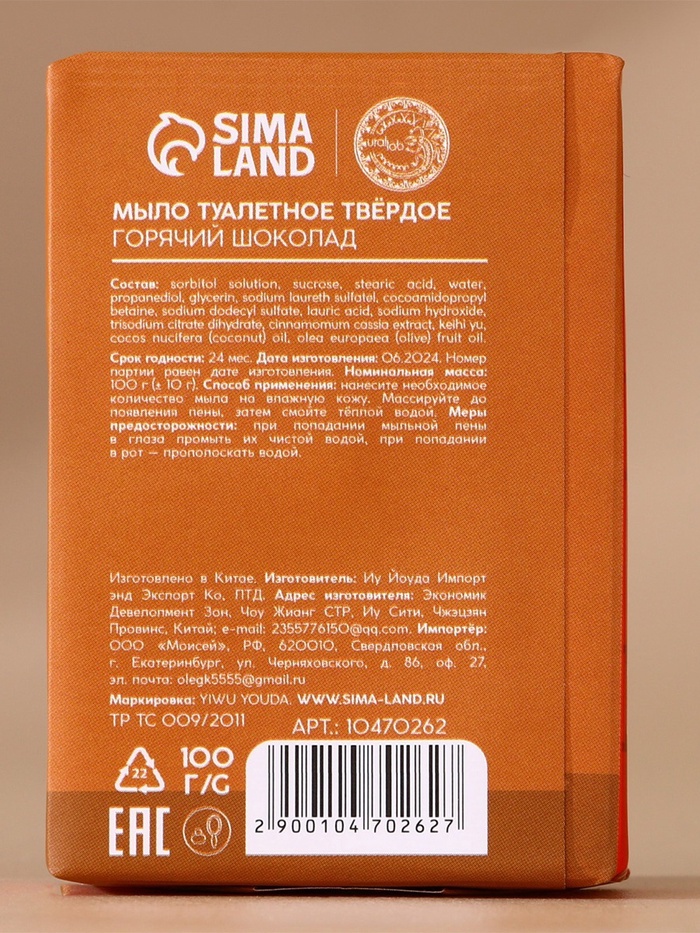 SIMA
LAND
ural lab
МЫЛО ТУАЛЕТНОЕ ТВЁРДОЕ
ГОРЯЧИЙ ШОКОЛАД
Состав: sorbitol solution, sucrose, stearic acid, water,
propanediol, glycerin, sodium laureth sulfatel, cocoamidopropyl
betaine, sodium dodecyl sulfate, lauric acid, sodium hydroxide,
trisodium citrate dihydrate, cinnamomum cassia extract, keihi yu,
cocos nucifera (coconut) oil, olea europaea (olive) fruit oil.
Срок годности: 24 мес. Дата изготовления: 06.2024. Номер
партии равен дате изготовления. Номинальная масса:
100 г (± 10 г). Способ применения: нанесите необходимое
количество мыла на влажную кожу. Массируйте до
появления пены, затем смойте тёплой водой. Меры
предосторожности: при попадании мыльной пены
в глаза промыть их чистой водой, при попадании
в рот — прополоскать водой.
Изготовлено в Китае. Изготовитель: Иу Йоуда Импорт
энд Экспорт Ко, ПТД. Адрес изготовителя: Экономик
Девелопмент Зон, Чоу Жианг СТР, Иу Сити, Чжэцзян
Провинс, Китай; e-mail: 2355776150@qq.com. Импортёр:
ООО «Моисей», РФ, 620010, Свердловская обл.,
г. Екатеринбург, ул. Черняховского, д. 86, оф. 27,
эл. почта: olegk5555@gmail.ru
Маркировка: YIWU YOUDA. WWW.SIMA-LAND.RU
ТР ТС 009/2011
АРТ.: 10470262
22
100
Г/G
EAC
2 900104 702627